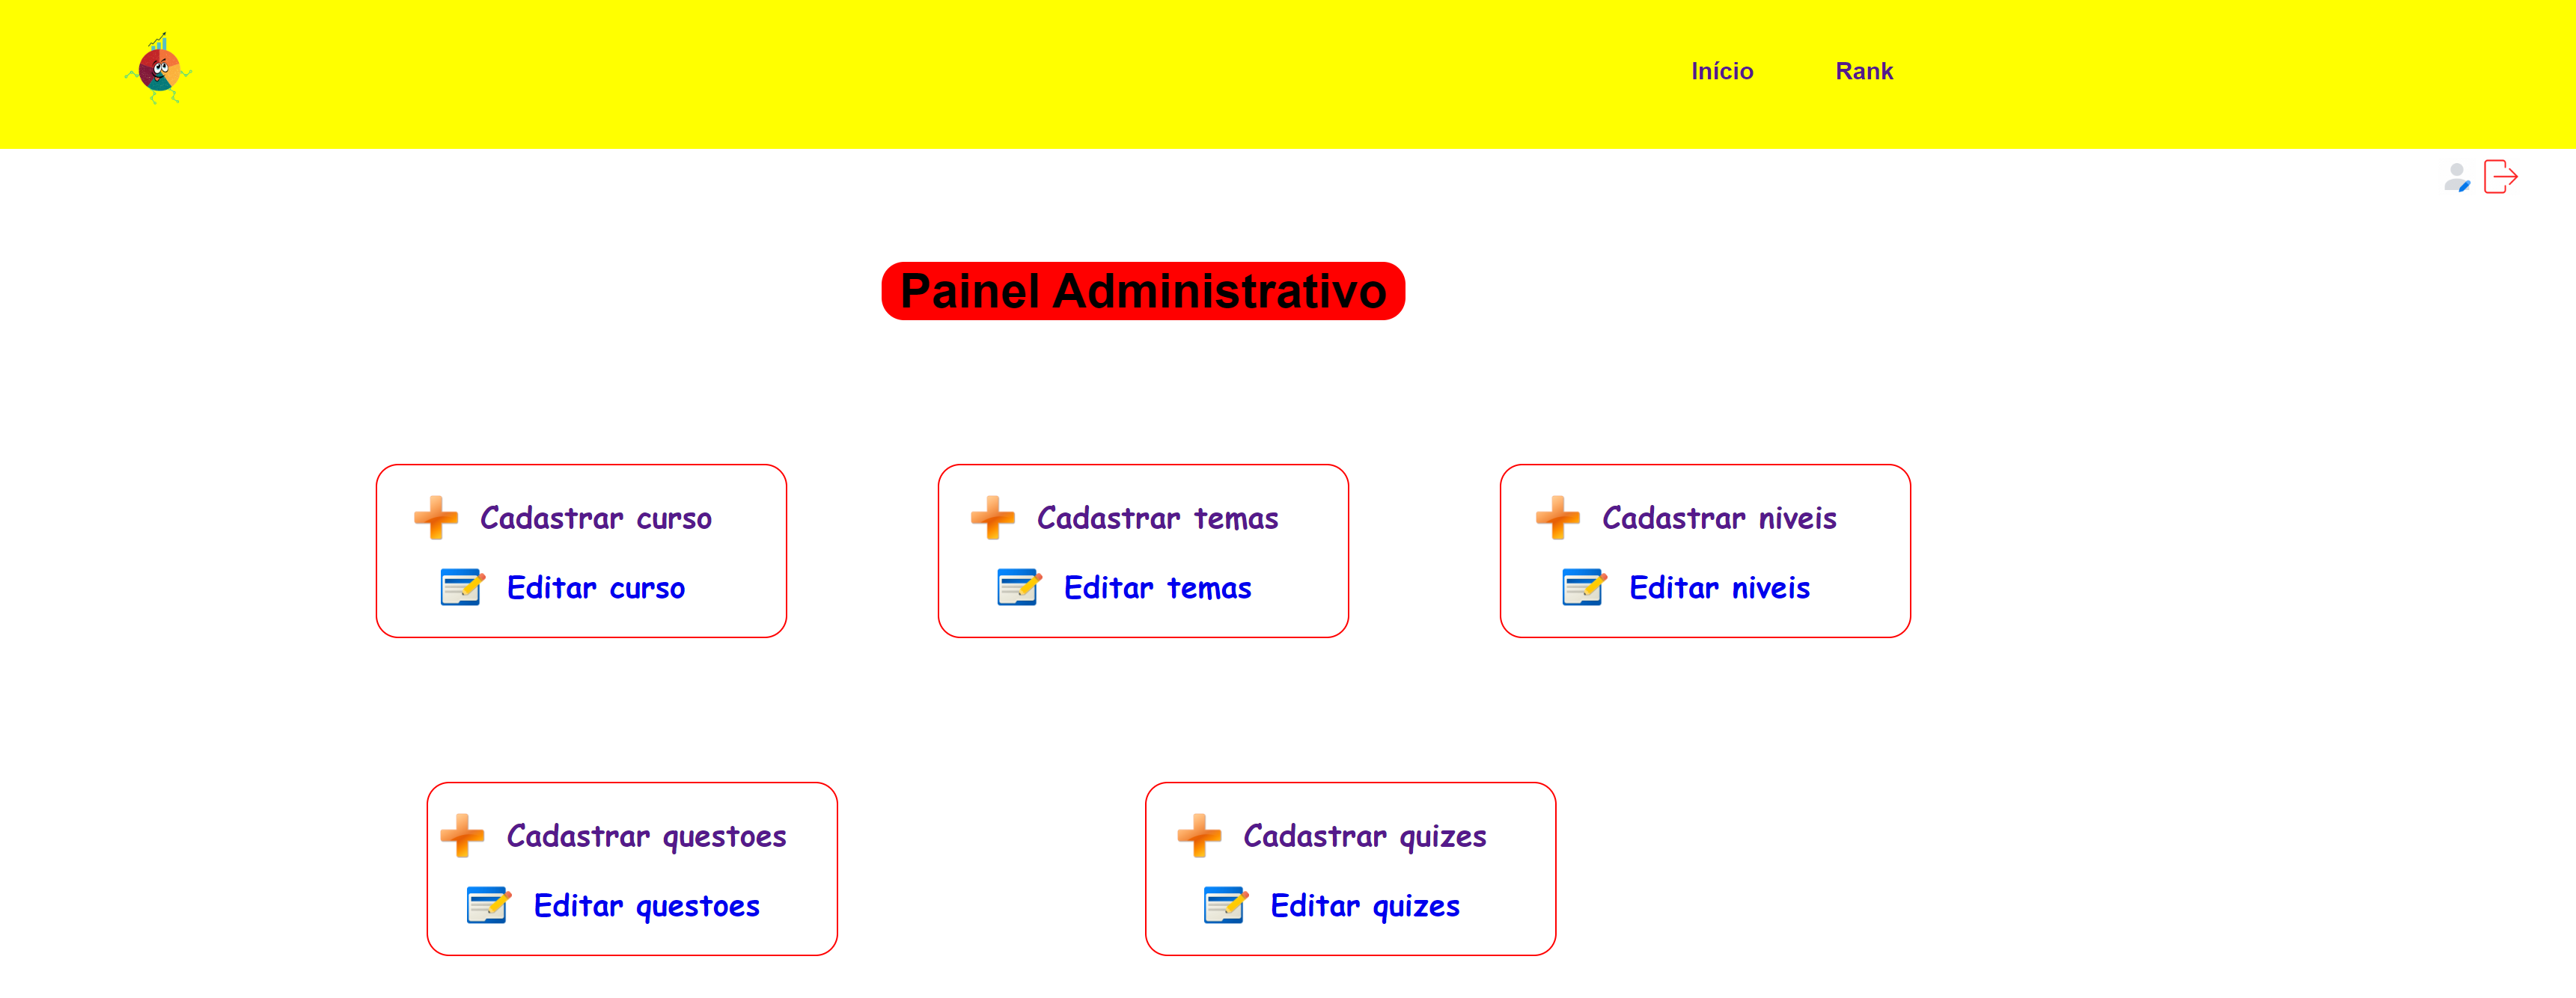 Início Rank
Painel Administrativo
Cadastrar curso
Editar curso
Cadastrar temas
Editar temas
Cadastrar niveis
Editar niveis
Cadastrar questoes
Editar questoes
Cadastrar quizes
Editar quizes